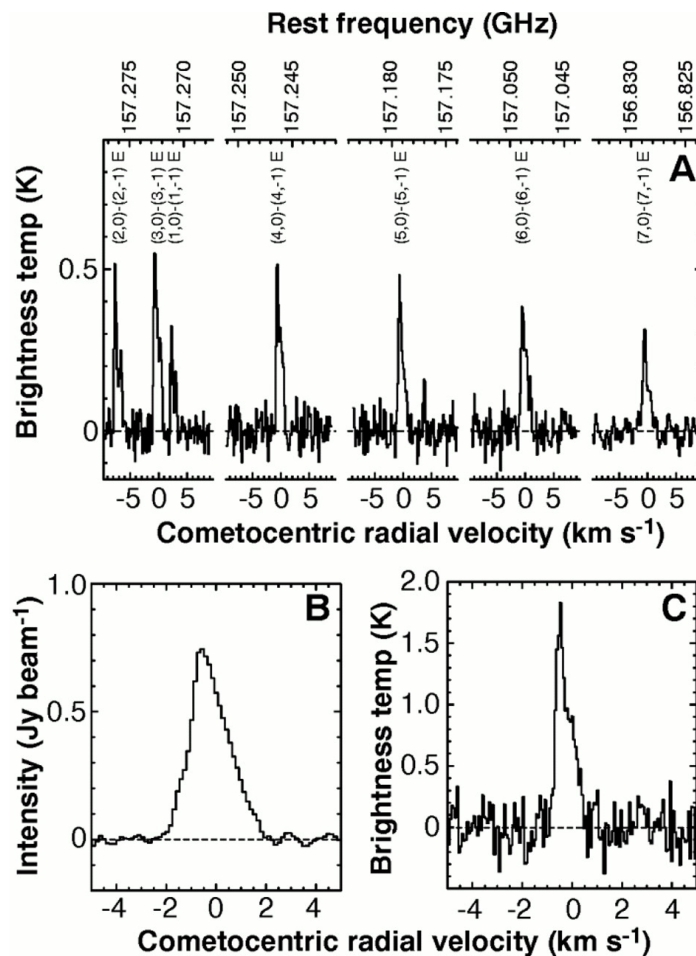 Rest frequency (GHz)
157.275 157.270 157.250 157.245 157.180 157.175 157.050 157.045 156.830 156.825
A
(2,0)-(2,-1) E
(3,0)-(3,-1) E
(1,0)-(1,-1) E
(4,0)-(4,-1) E
(5,0)-(5,-1) E
(6,0)-(6,-1) E
(7,0)-(7,-1) E
Brightness temp (K)
0.5
0
-5 0 5 -5 0 5 -5 0 5 -5 0 5 -5 0 5
Cometocentric radial velocity (km s-1)
B
Intensity (Jy beam-1)
1.0
0.5
0
-4 -2 0 2 4
Cometocentric radial velocity (km s-1)
C
Brightness temp (K)
2.0
1.5
1.0
0.5
0
-4 -2 0 2 4